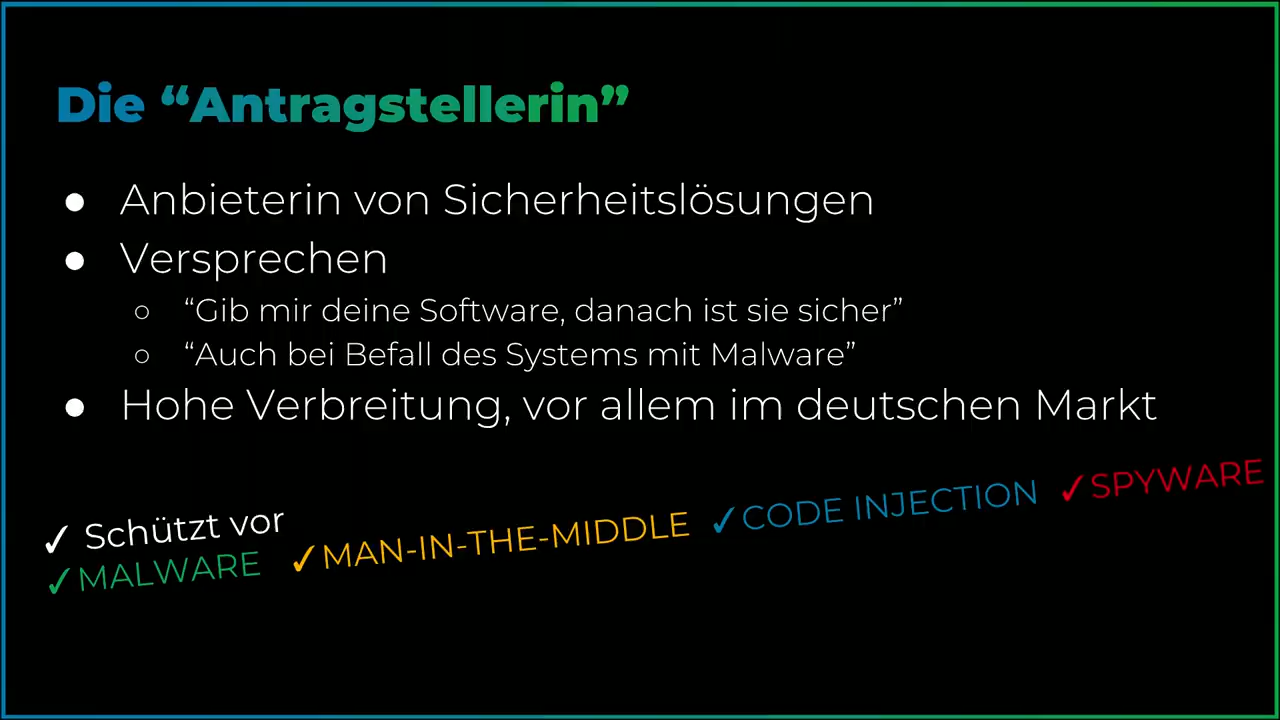 Die “Antragstellerin”
● Anbieterin von Sicherheitslösungen
● Versprechen
○ “Gib mir deine Software, danach ist sie sicher”
○ “Auch bei Befall des Systems mit Malware”
● Hohe Verbreitung, vor allem im deutschen Markt
✓ Schützt vor
✓MALWARE ✓MAN-IN-THE-MIDDLE ✓CODE INJECTION ✓SPYWARE